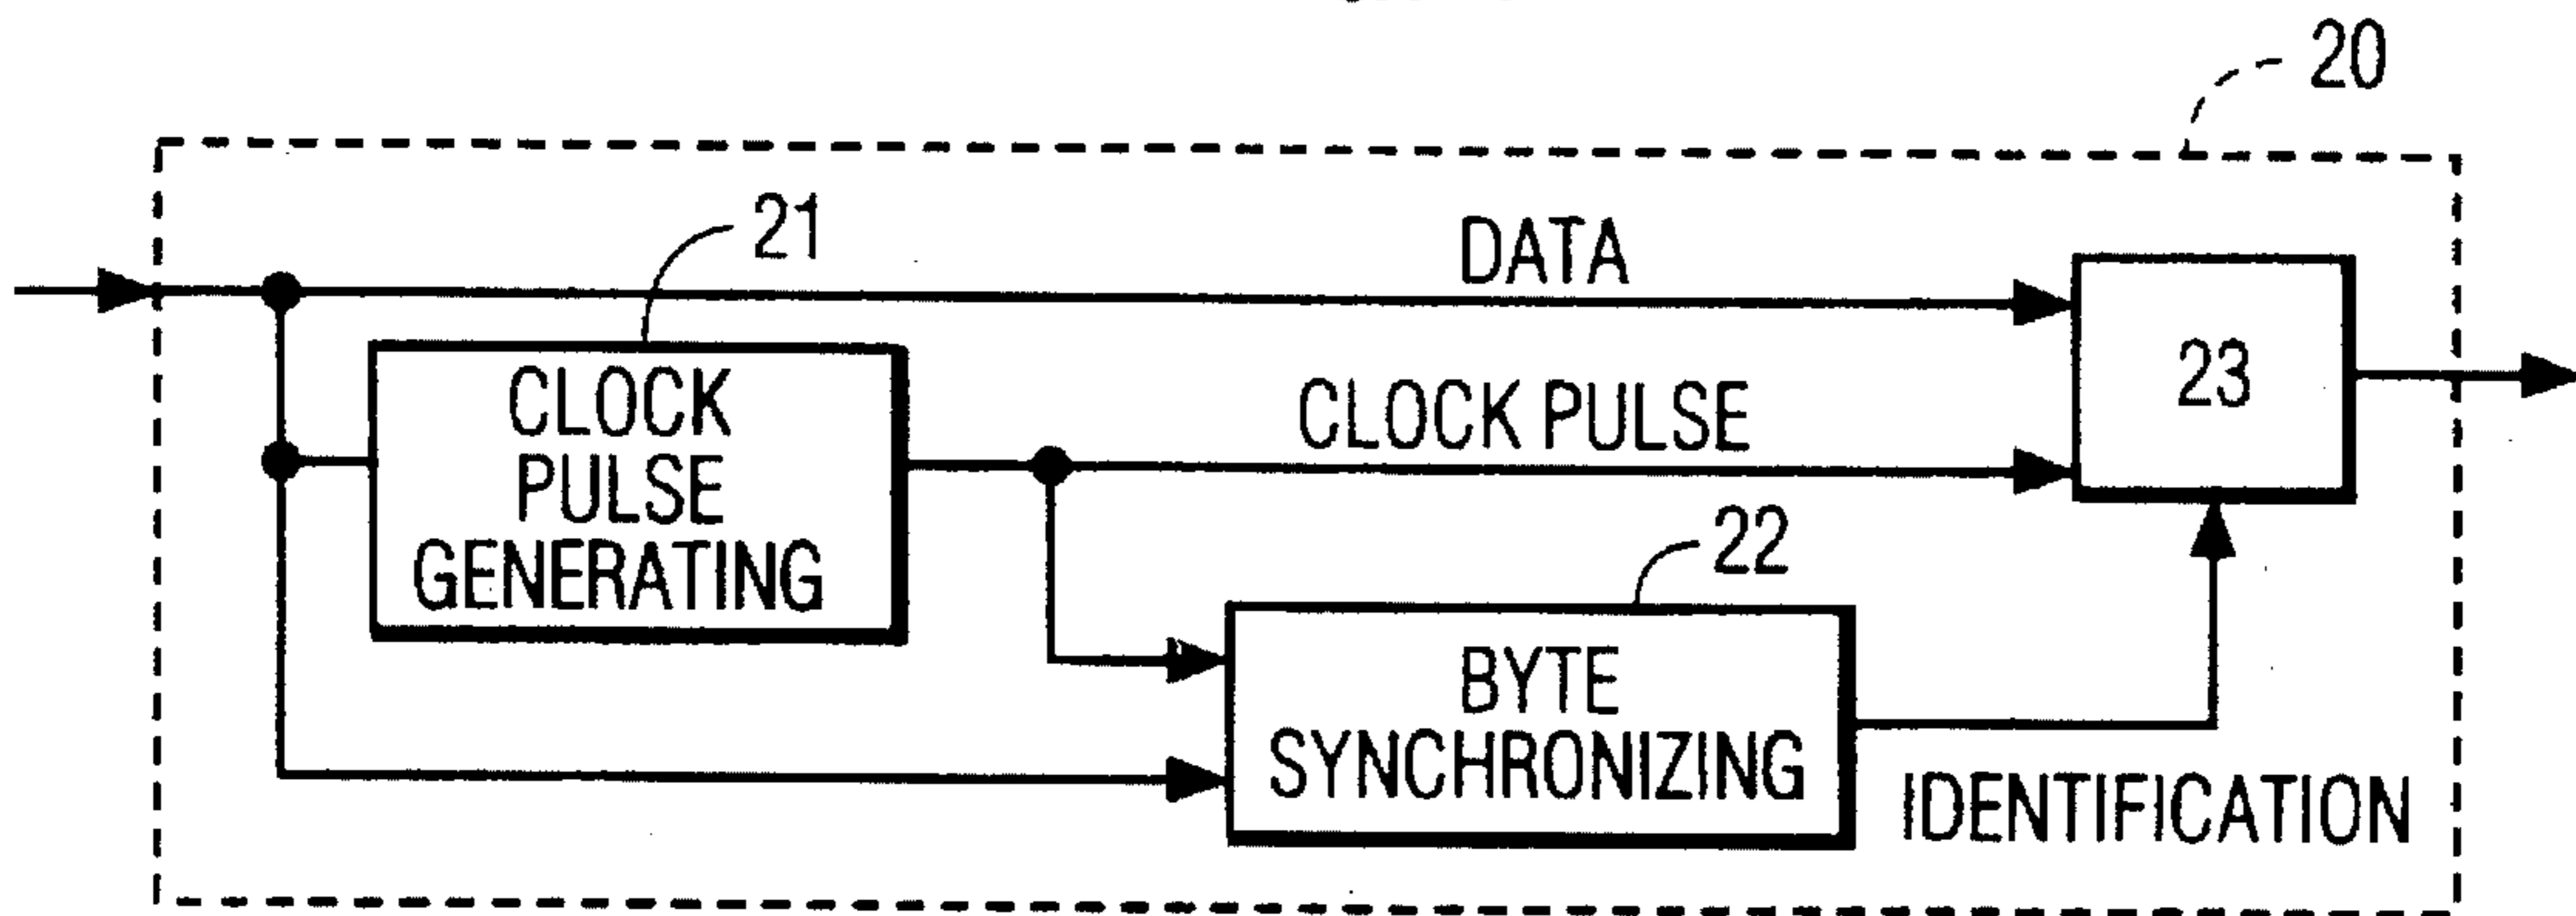 20
21
DATA
23
CLOCK
PULSE
GENERATING
CLOCK PULSE
22
BYTE
SYNCHRONIZING
IDENTIFICATION